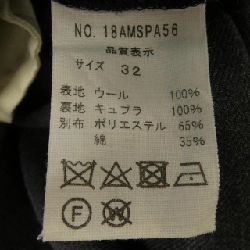 NO. 18AMSPA56
品質表示
サイズ 32
表地 ウール 100%
裏地 キュプラ 100%
別布 ポリエステル 65%
綿 35%
F W